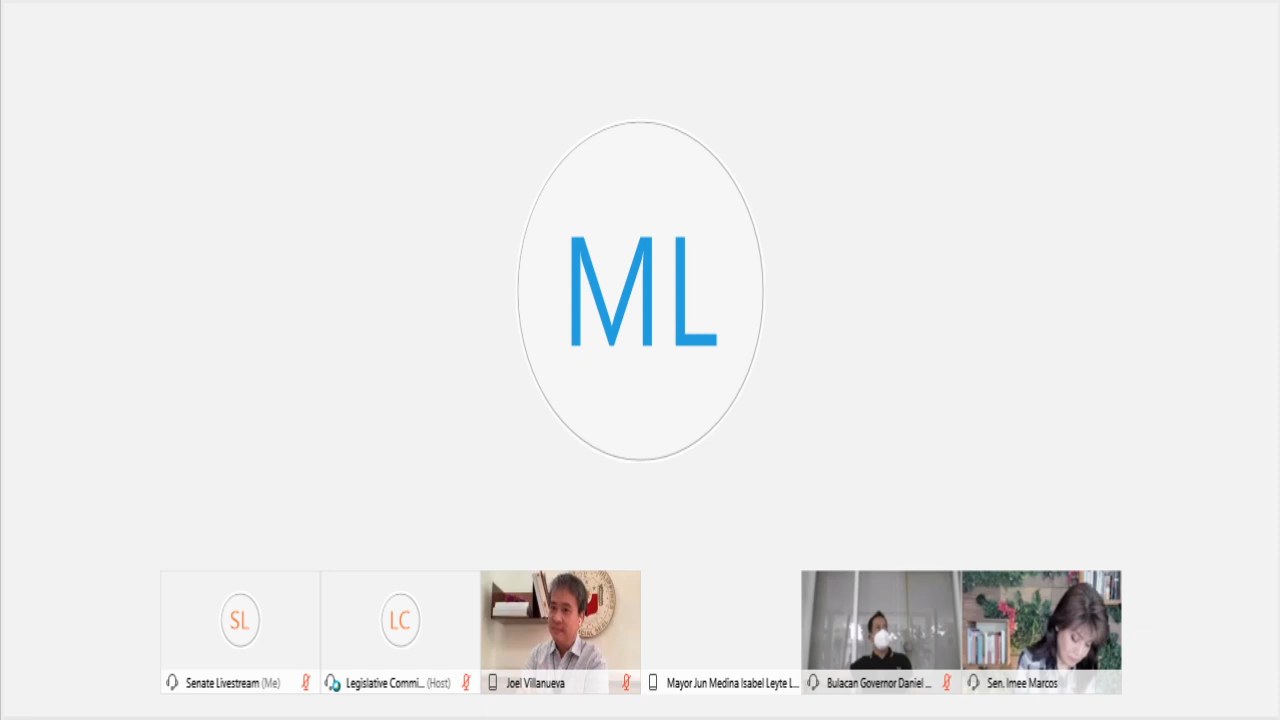 ML
SL
LC
Senate Livestream (Me)
Legislative Commi... (Host)
Joel Villanueva
Mayor Jun Medina Isabel Leyte L...
Bulacan Governor Daniel ...
Sen. Imee Marcos